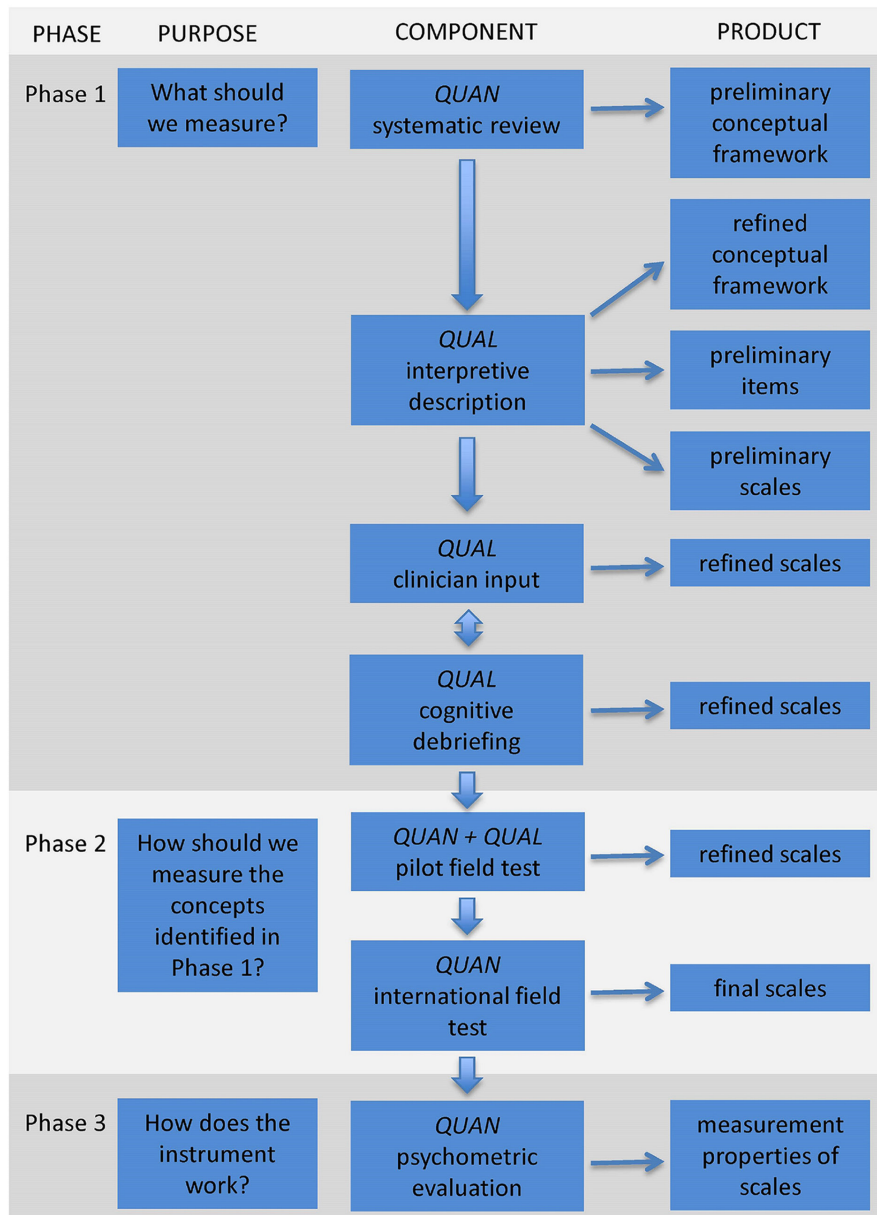 PHASE PURPOSE COMPONENT PRODUCT
Phase 1
What should
we measure?
QUAN
systematic review
preliminary
conceptual
framework
refined
conceptual
framework
QUAL
interpretive
description
preliminary
items
preliminary
scales
QUAL
clinician input
refined scales
QUAL
cognitive
debriefing
refined scales
Phase 2
How should we
measure the
concepts
identified in
Phase 1?
QUAN + QUAL
pilot field test
refined scales
QUAN
international field
test
final scales
Phase 3
How does the
instrument
work?
QUAN
psychometric
evaluation
measurement
properties of
scales